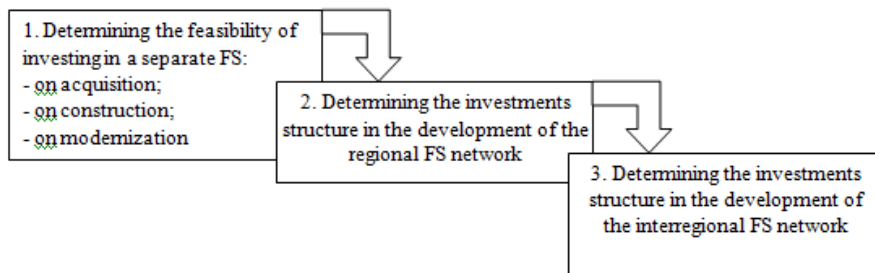 1. Determining the feasibility of
investing in a separate FS:
- on acquisition;
- on construction;
- on modernization
2. Determining the investments
structure in the development of the
regional FS network
3. Determining the investments
structure in the development of
the interregional FS network